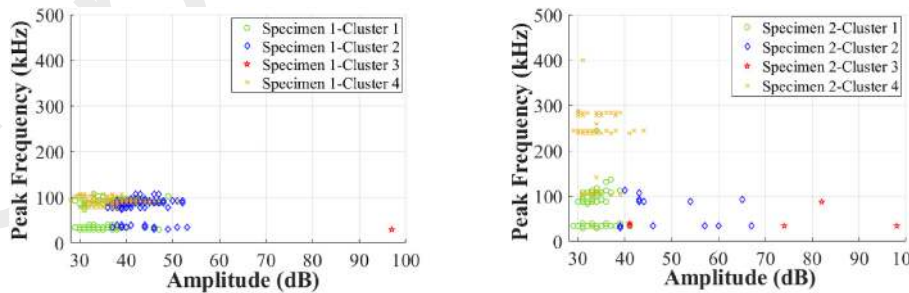 500
400
300
200
100
0
Peak Frequency (kHz)
Specimen 1-Cluster 1
Specimen 1-Cluster 2
Specimen 1-Cluster 3
Specimen 1-Cluster 4
30 40 50 60 70 80 90 100
Amplitude (dB)
500
400
300
200
100
0
Peak Frequency (kHz)
Specimen 2-Cluster 1
Specimen 2-Cluster 2
Specimen 2-Cluster 3
Specimen 2-Cluster 4
30 40 50 60 70 80 90 100
Amplitude (dB)